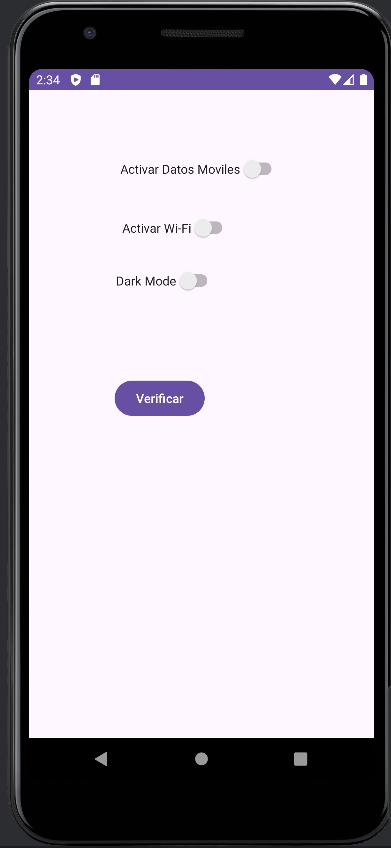 2:34
Activar Datos Moviles
Activar Wi-Fi
Dark Mode
Verificar